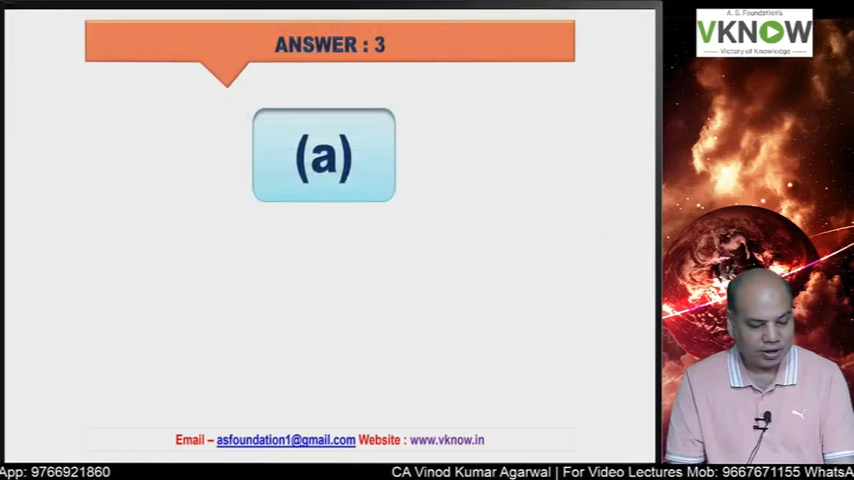 ANSWER : 3
A. S. Foundation's
VKNOW
Victory of Knowledge
(a)
Email – asfoundation1@gmail.com Website : www.vknow.in
App: 9766921860
CA Vinod Kumar Agarwal | For Video Lectures Mob: 9667671155 WhatsA